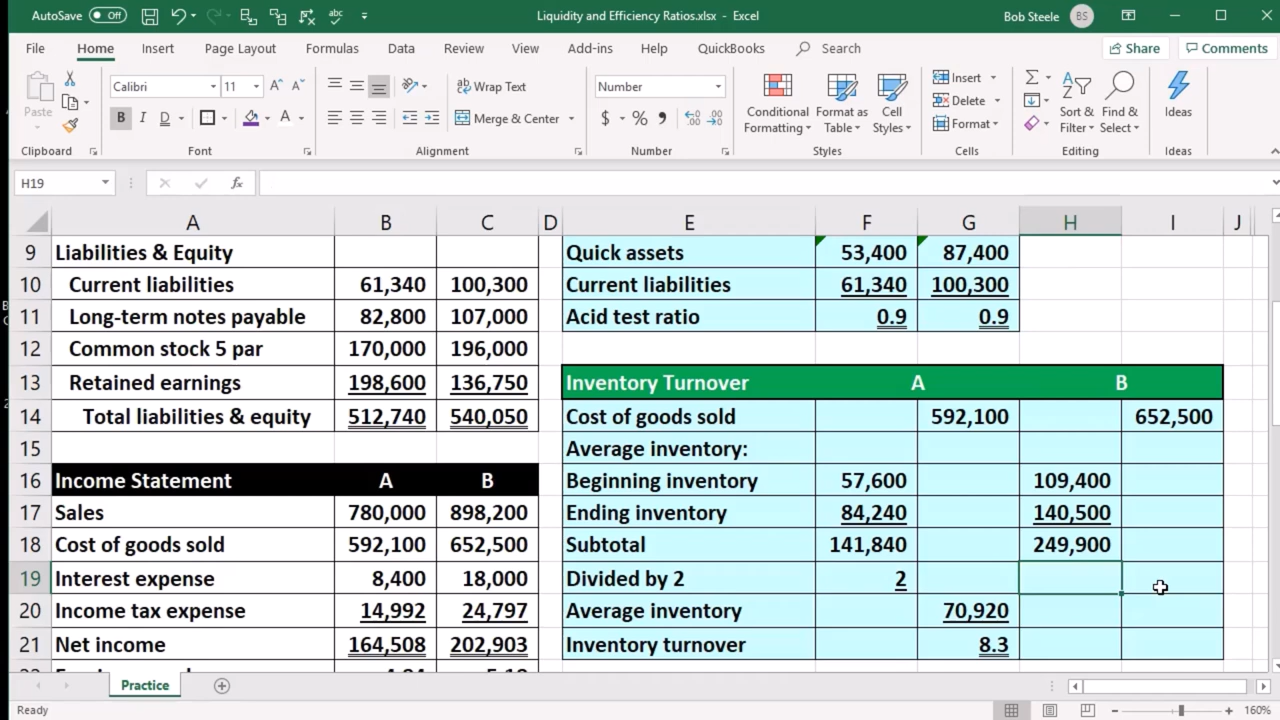 AutoSave Off Liquidity and Efficiency Ratios.xlsx - Excel Bob Steele BS
File Home Insert Page Layout Formulas Data Review View Add-ins Help QuickBooks Search Share Comments
Calibri 11 Wrap Text Number Insert
Paste B I D Merge & Center $ % Conditional Formatting Format as Table Cell Styles Delete Format Sort & Filter Find & Select Ideas
Clipboard Font Alignment Number Styles Cells Editing Ideas
H19 fx
A B C D E F G H I J
9 Liabilities & Equity Quick assets 53,400 87,400
10 Current liabilities 61,340 100,300 Current liabilities 61,340 100,300
11 Long-term notes payable 82,800 107,000 Acid test ratio 0.9 0.9
12 Common stock 5 par 170,000 196,000
13 Retained earnings 198,600 136,750 Inventory Turnover A B
14 Total liabilities & equity 512,740 540,050 Cost of goods sold 592,100 652,500
15 Average inventory:
16 Income Statement A B Beginning inventory 57,600 109,400
17 Sales 780,000 898,200 Ending inventory 84,240 140,500
18 Cost of goods sold 592,100 652,500 Subtotal 141,840 249,900
19 Interest expense 8,400 18,000 Divided by 2 2
20 Income tax expense 14,992 24,797 Average inventory 70,920
21 Net income 164,508 202,903 Inventory turnover 8.3
Practice
Ready 160%